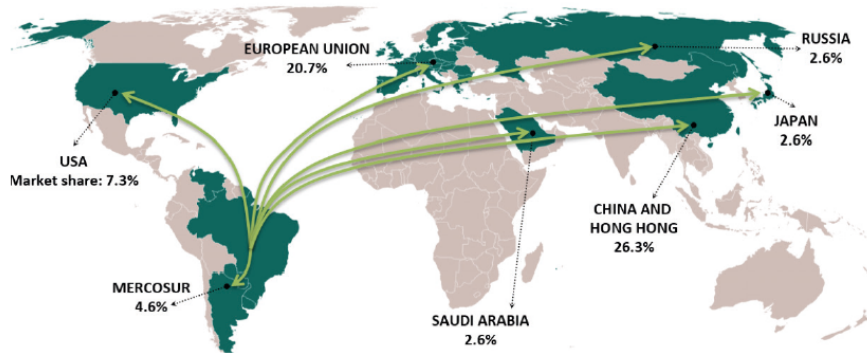 EUROPEAN UNION
20.7%
RUSSIA
2.6%
JAPAN
2.6%
USA
Market share: 7.3%
CHINA AND
HONG HONG
26.3%
MERCOSUR
4.6%
SAUDI ARABIA
2.6%